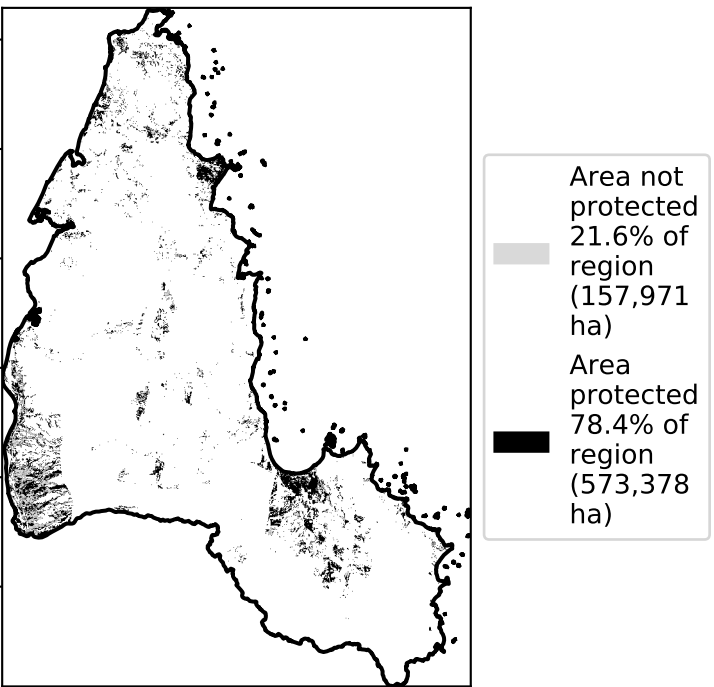 Area not
protected
21.6% of
region
(157,971
ha)
Area
protected
78.4% of
region
(573,378
ha)